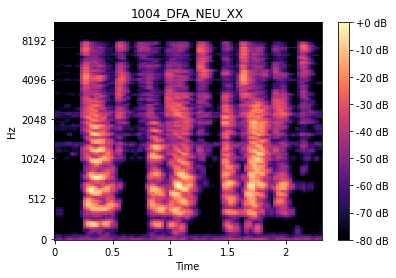 1004_DFA_NEU_XX
+0 dB
8192
-10 dB
4096
-20 dB
-30 dB
2048
Hz
-40 dB
1024
-50 dB
512
-60 dB
-70 dB
0
-80 dB
0 0.5 1 1.5 2
Time